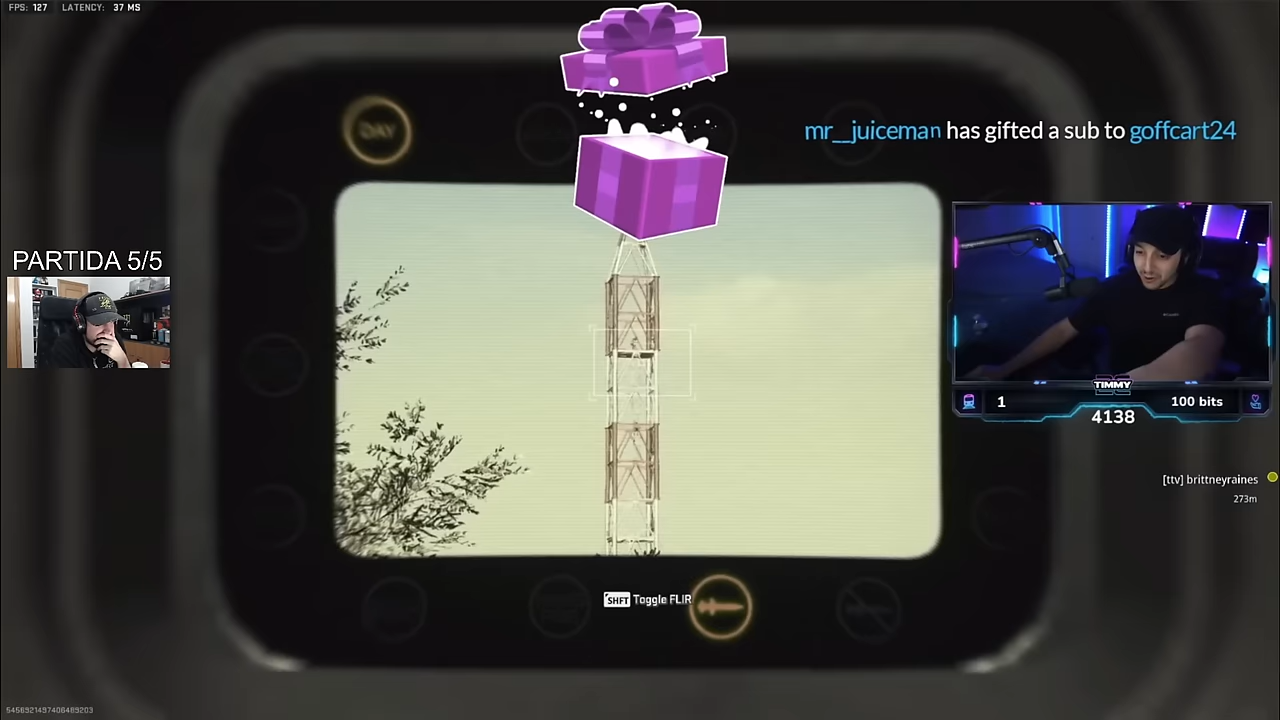 FPS: 127 LATENCY: 37 MS
DAY
mr__juiceman has gifted a sub to goffcart24
PARTIDA 5/5
TIMMY
1
100 bits
4138
[ttv] brittneyraines
273m
SHFT Toggle FLIR